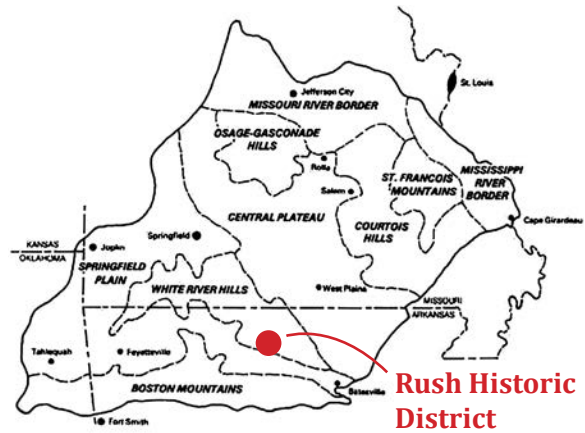 Jefferson City
St. Louis
MISSOURI RIVER BORDER
OSAGE-GASCONADE
HILLS
Rolla
ST. FRANCOIS
MOUNTAINS
MISSISSIPPI
RIVER
BORDER
Salem
CENTRAL PLATEAU
COURTOIS
HILLS
Cape Girardeau
KANSAS
OKLAHOMA
Joplin
Springfield
SPRINGFIELD
PLAIN
WHITE RIVER HILLS
West Plains
MISSOURI
ARKANSAS
Tahlequah
Fayetteville
BOSTON MOUNTAINS
Batesville
Fort Smith
Rush Historic
District